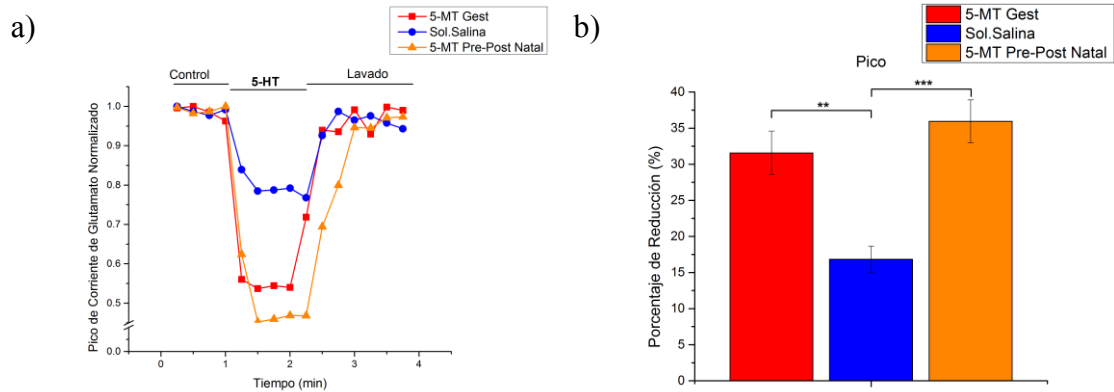 a)
5-MT Gest
Sol.Salina
5-MT Pre-Post Natal
Control
5-HT
Lavado
Pico de Corriente de Glutamato Normalizado
1.0
0.9
0.8
0.7
0.6
0.5
0.0
0
1
2
3
4
Tiempo (min)
b)
5-MT Gest
Sol.Salina
5-MT Pre-Post Natal
Pico
**
***
Porcentaje de Reducción (%)
40
35
30
25
20
15
10
5
0